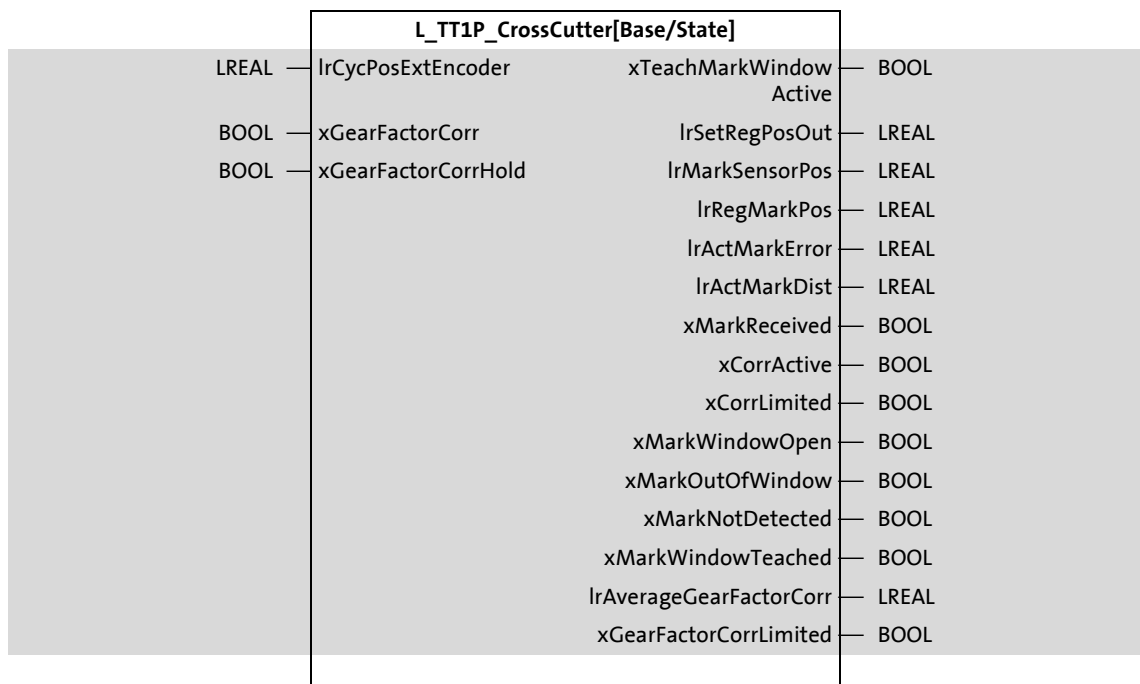 L_TT1P_CrossCutter[Base/State]
LREAL lrCycPosExtEncoder xTeachMarkWindow BOOL
Active
BOOL xGearFactorCorr lrSetRegPosOut LREAL
BOOL xGearFactorCorrHold lrMarkSensorPos LREAL
lrRegMarkPos LREAL
lrActMarkError LREAL
lrActMarkDist LREAL
xMarkReceived BOOL
xCorrActive BOOL
xCorrLimited BOOL
xMarkWindowOpen BOOL
xMarkOutOfWindow BOOL
xMarkNotDetected BOOL
xMarkWindowTeached BOOL
lrAverageGearFactorCorr LREAL
xGearFactorCorrLimited BOOL